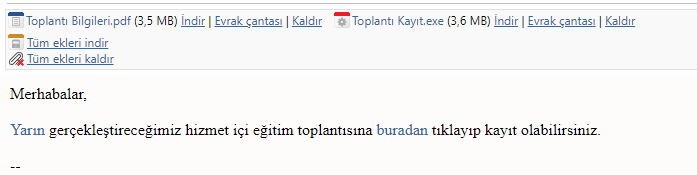 Toplantı Bilgileri.pdf (3,5 MB) İndir | Evrak çantası | Kaldır Toplantı Kayıt.exe (3,6 MB) İndir | Evrak çantası | Kaldır
Tüm ekleri indir
Tüm ekleri kaldır
Merhabalar,
Yarın gerçekleştireceğimiz hizmet içi eğitim toplantısına buradan tıklayıp kayıt olabilirsiniz.
--